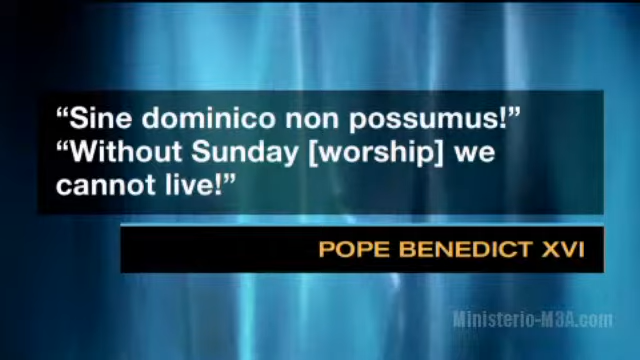 “Sine dominico non possumus!”
“Without Sunday [worship] we
cannot live!”
POPE BENEDICT XVI
Ministerio-M3A.com